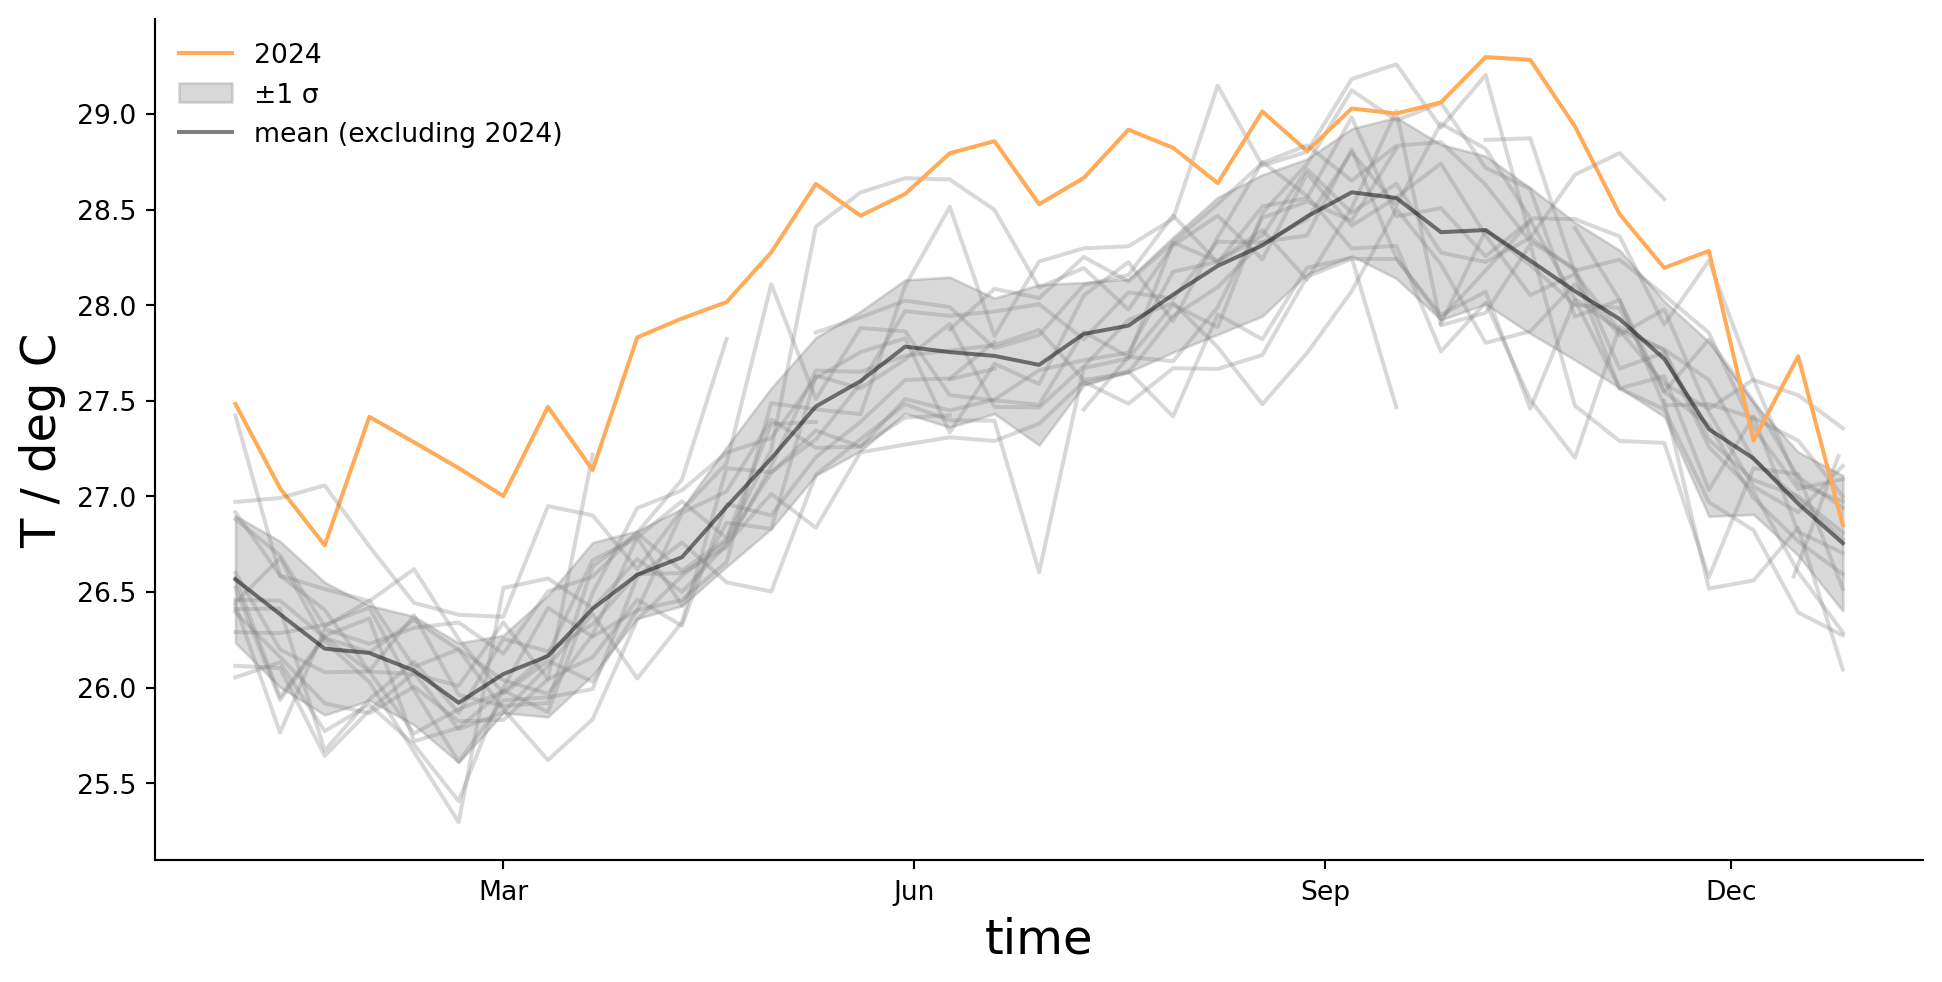 2024
±1 σ
mean (excluding 2024)
29.0
28.5
28.0
27.5
27.0
26.5
26.0
25.5
T / deg C
Mar
Jun
Sep
Dec
time